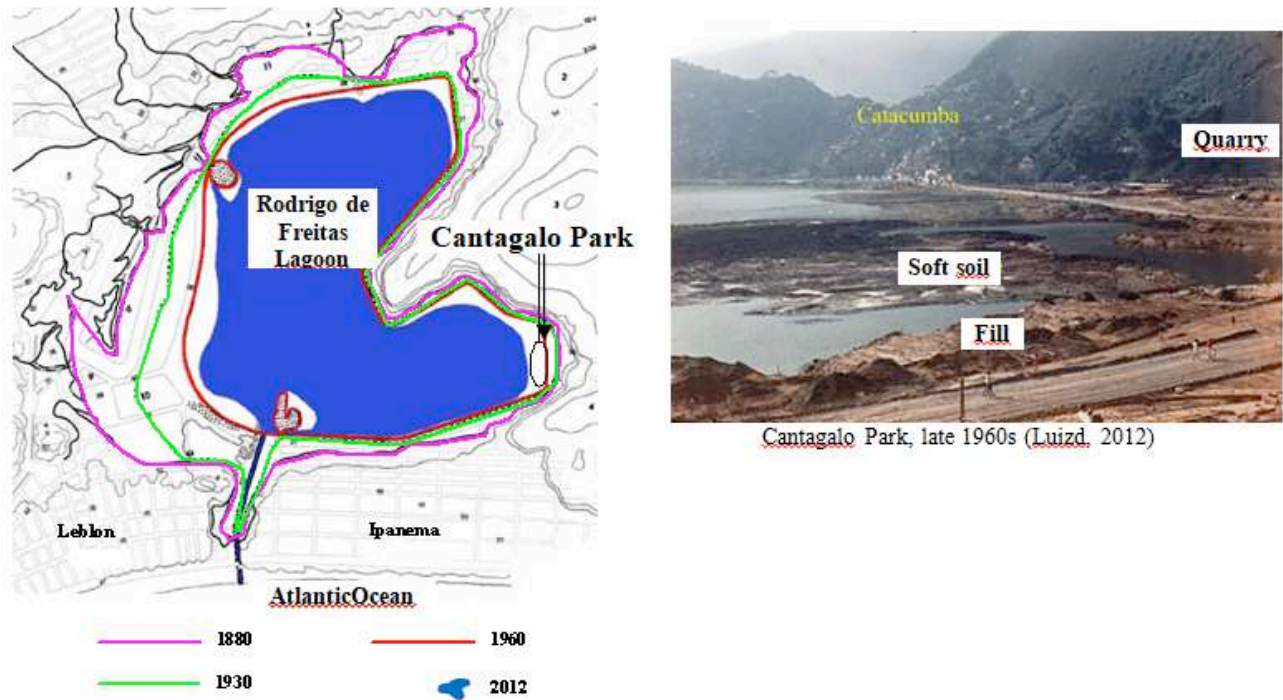 Rodrigo de
Freitas
Lagoon
Cantagalo Park
Leblon
Ipanema
AtlanticOcean
1880
1960
1930
2012
Catacumba
Quarry
Soft soil
Fill
Cantagalo Park, late 1960s (Luizd, 2012)